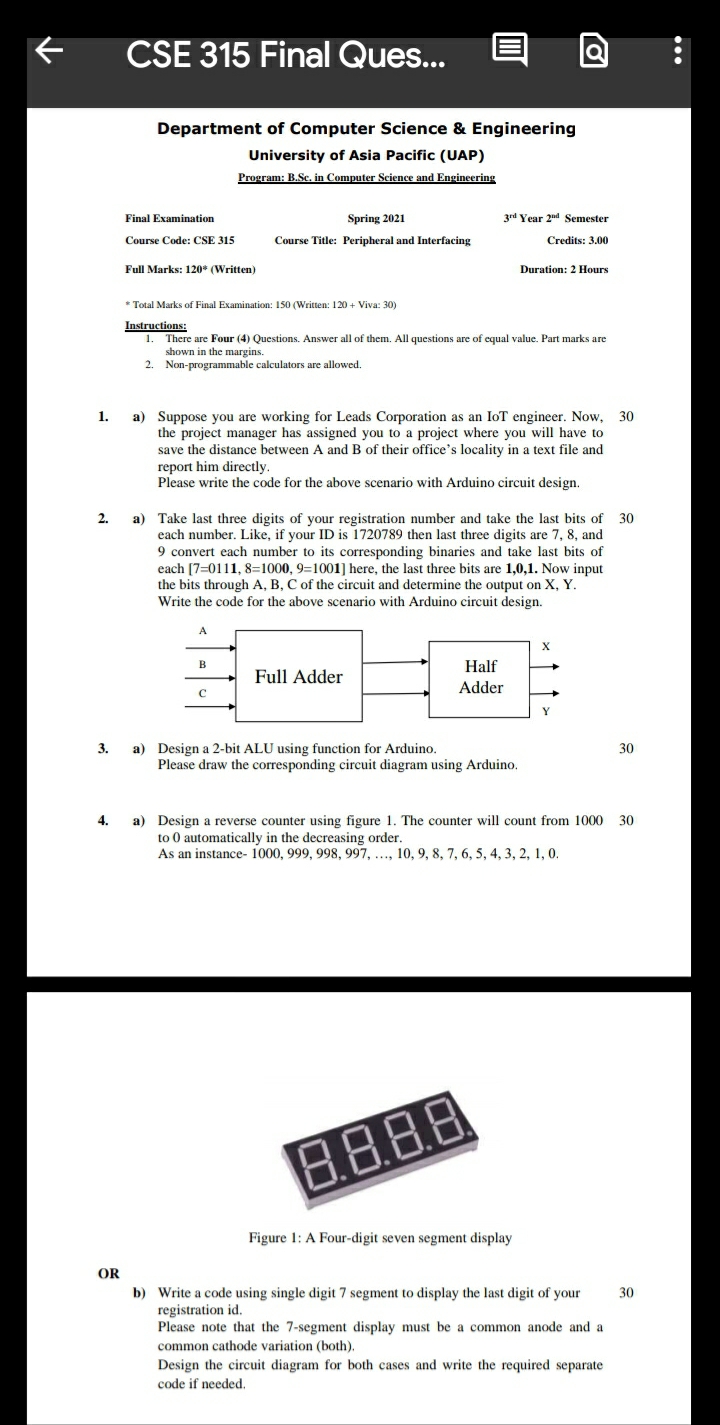 CSE 315 Final Ques...
Department of Computer Science & Engineering
University of Asia Pacific (UAP)
Program: B.Sc. in Computer Science and Engineering
Final Examination Spring 2021 3rd Year 2nd Semester
Course Code: CSE 315 Course Title: Peripheral and Interfacing Credits: 3.00
Full Marks: 120* (Written) Duration: 2 Hours
* Total Marks of Final Examination: 150 (Written: 120 + Viva: 30)
Instructions:
1. There are Four (4) Questions. Answer all of them. All questions are of equal value. Part marks are
shown in the margins.
2. Non-programmable calculators are allowed.
1. a) Suppose you are working for Leads Corporation as an IoT engineer. Now, 30
the project manager has assigned you to a project where you will have to
save the distance between A and B of their office's locality in a text file and
report him directly.
Please write the code for the above scenario with Arduino circuit design.
2. a) Take last three digits of your registration number and take the last bits of 30
each number. Like, if your ID is 1720789 then last three digits are 7, 8, and
9 convert each number to its corresponding binaries and take last bits of
each [7=0111, 8=1000, 9=1001] here, the last three bits are 1,0,1. Now input
the bits through A, B, C of the circuit and determine the output on X, Y.
Write the code for the above scenario with Arduino circuit design.
A
B
C
Full Adder
Half
Adder
X
Y
3. a) Design a 2-bit ALU using function for Arduino. 30
Please draw the corresponding circuit diagram using Arduino.
4. a) Design a reverse counter using figure 1. The counter will count from 1000 30
to 0 automatically in the decreasing order.
As an instance- 1000, 999, 998, 997, ..., 10, 9, 8, 7, 6, 5, 4, 3, 2, 1, 0.
8.8.8.8.
Figure 1: A Four-digit seven segment display
OR
b) Write a code using single digit 7 segment to display the last digit of your 30
registration id.
Please note that the 7-segment display must be a common anode and a
common cathode variation (both).
Design the circuit diagram for both cases and write the required separate
code if needed.